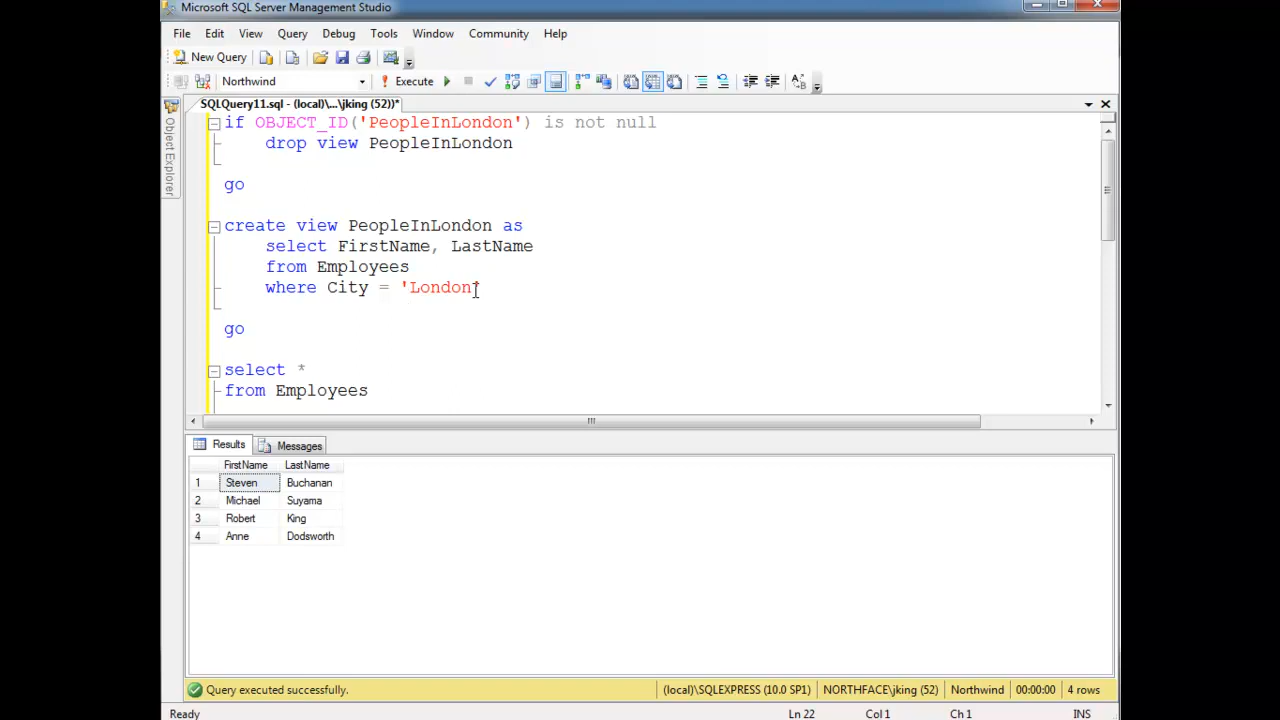 Microsoft SQL Server Management Studio
File Edit View Query Debug Tools Window Community Help
New Query
Northwind Execute
SQLQuery11.sql - (local)\...\jking (52))*
Object Explorer
if OBJECT_ID('PeopleInLondon') is not null
drop view PeopleInLondon
go
create view PeopleInLondon as
select FirstName, LastName
from Employees
where City = 'London'
go
select *
from Employees
Results Messages
FirstName LastName
1 Steven Buchanan
2 Michael Suyama
3 Robert King
4 Anne Dodsworth
Query executed successfully. (local)\SQLEXPRESS (10.0 SP1) NORTHFACE\jking (52) Northwind 00:00:00 4 rows
Ready Ln 22 Col 1 Ch 1 INS